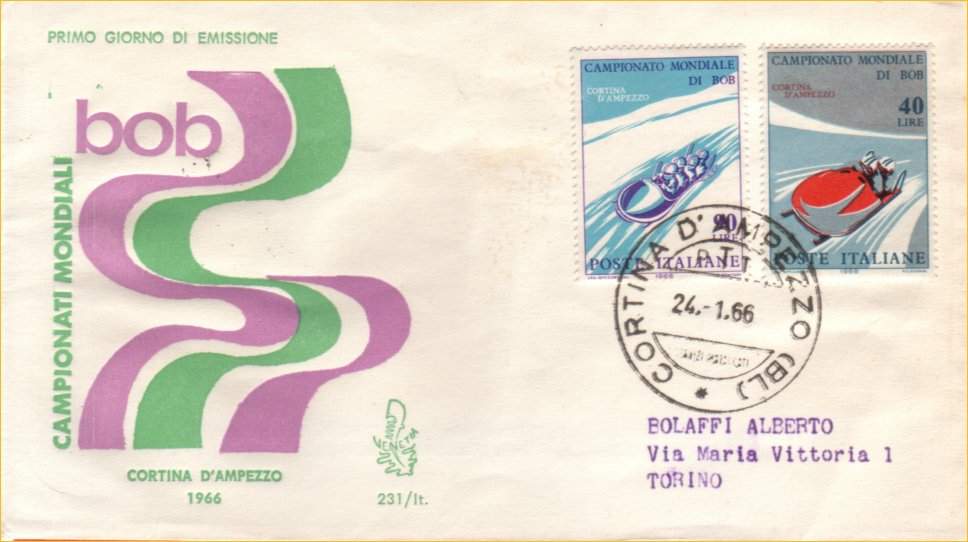 PRIMO GIORNO DI EMISSIONE
bob
CAMPIONATI MONDIALI
CORTINA D'AMPEZZO
1966
231/It.
CAMPIONATO MONDIALE
DI BOB
CORTINA
D'AMPEZZO
90
LIRE
POSTE ITALIANE
1966
CAMPIONATO MONDIALE
DI BOB
CORTINA
D'AMPEZZO
40
LIRE
POSTE ITALIANE
1966
CORTINA D'AMPEZZO (BL)
P.T.T.
24.-1.66
BOLAFFI ALBERTO
Via Maria Vittoria 1
TORINO